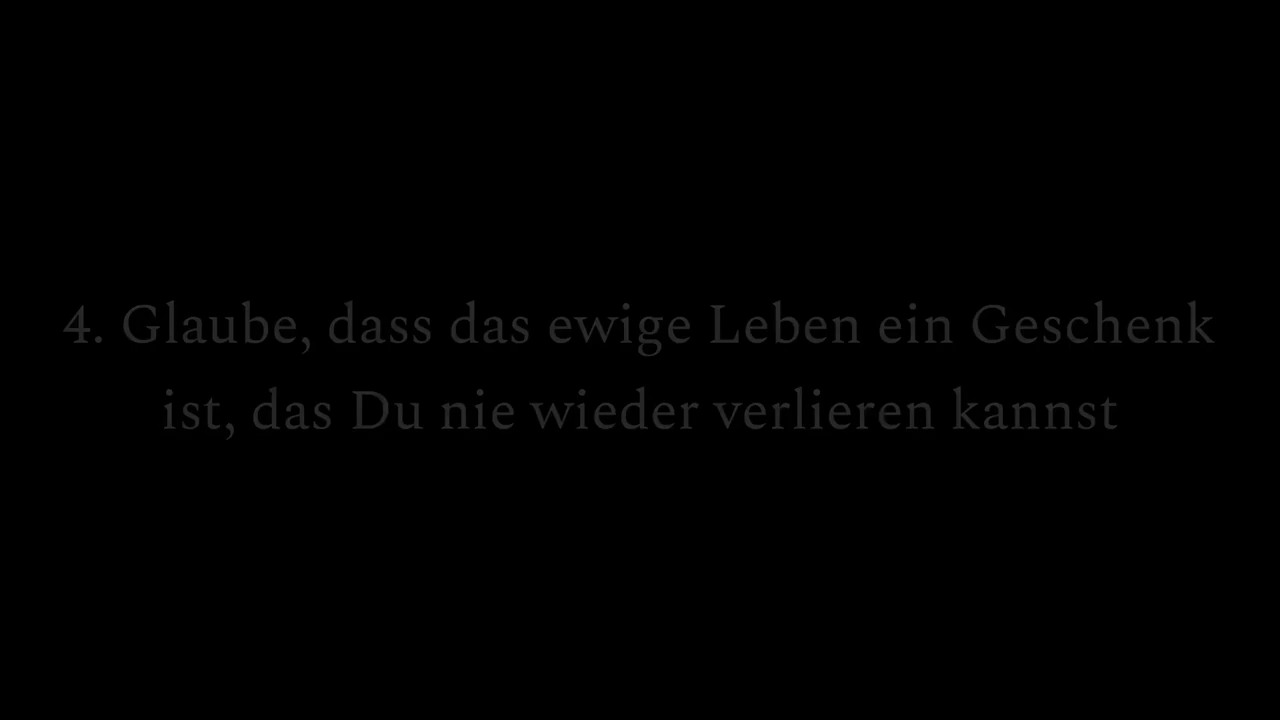 4. Glaube, dass das ewige Leben ein Geschenk
ist, das Du nie wieder verlieren kannst